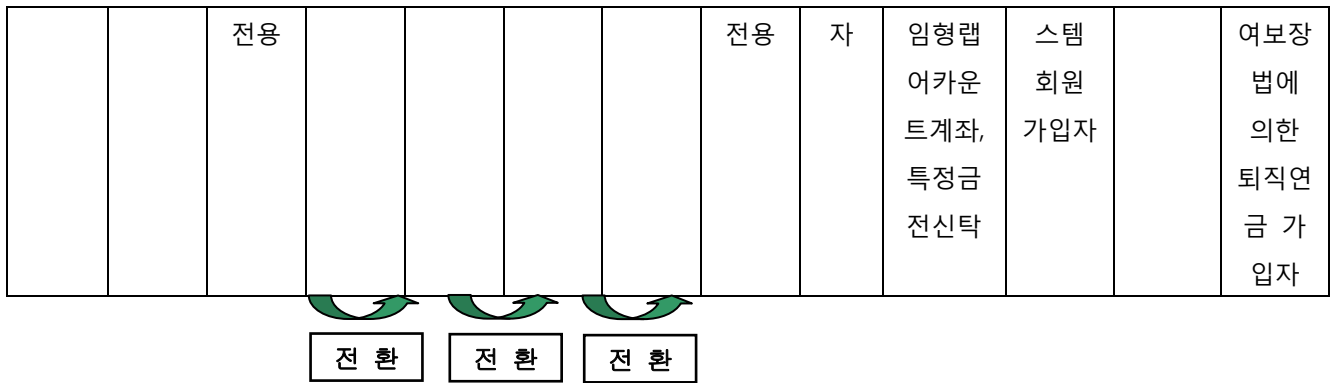 전용
전용
자
임형랩
어카운
트계좌,
특정금
전신탁
스템
회원
가입자
여보장
법에
의한
퇴직연
금 가
입자
전 환
전 환
전 환